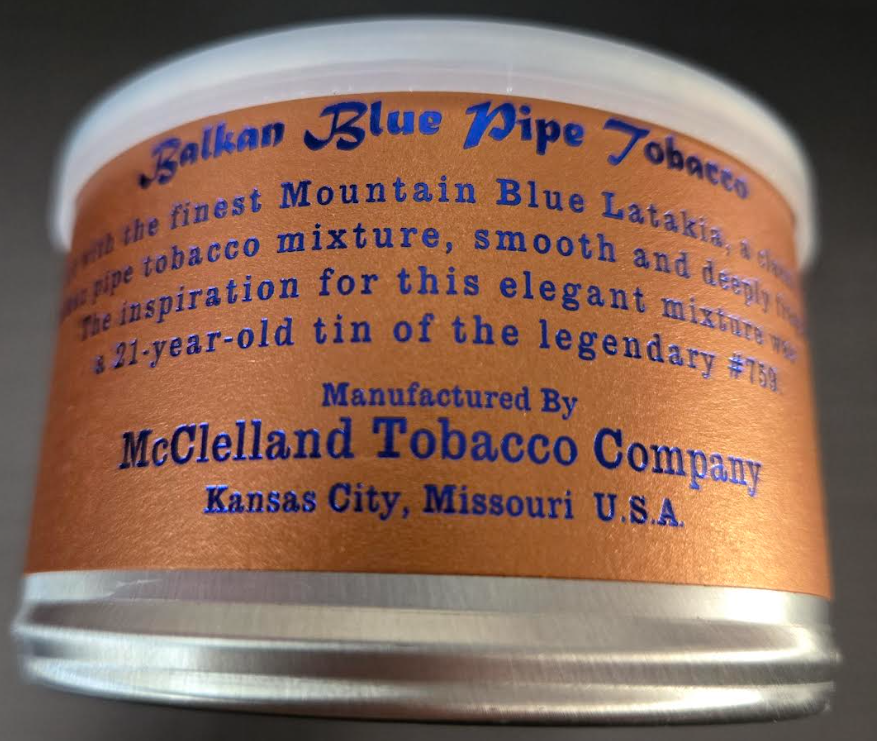 Balkan Blue Pipe Tobacco
with the finest Mountain Blue Latakia, a
pipe tobacco mixture, smooth and deeply
The inspiration for this elegant mixture was
a 21-year-old tin of the legendary #759.
Manufactured By
McClelland Tobacco Company
Kansas City, Missouri U.S.A.